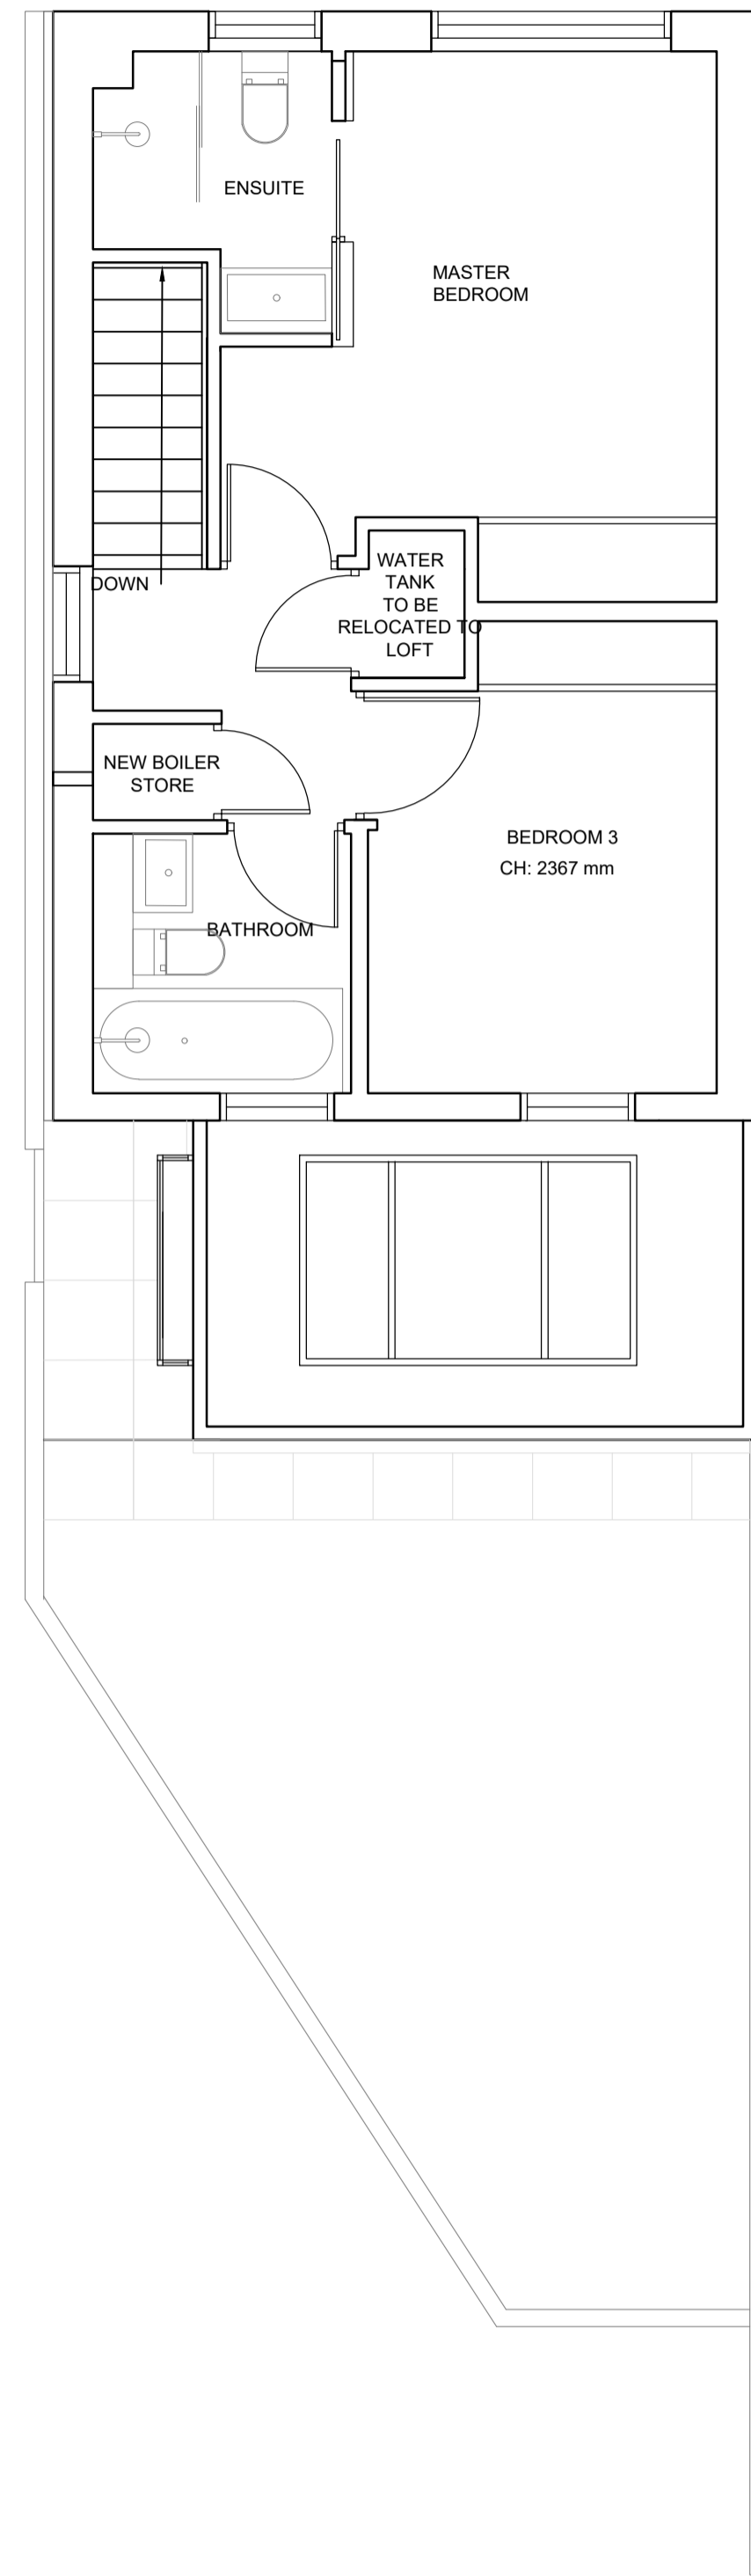 ENSUITE
MASTER
BEDROOM
WATER
TANK
TO BE
RELOCATED TO
LOFT
DOWN
NEW BOILER
STORE
BEDROOM 3
CH: 2367 mm
BATHROOM